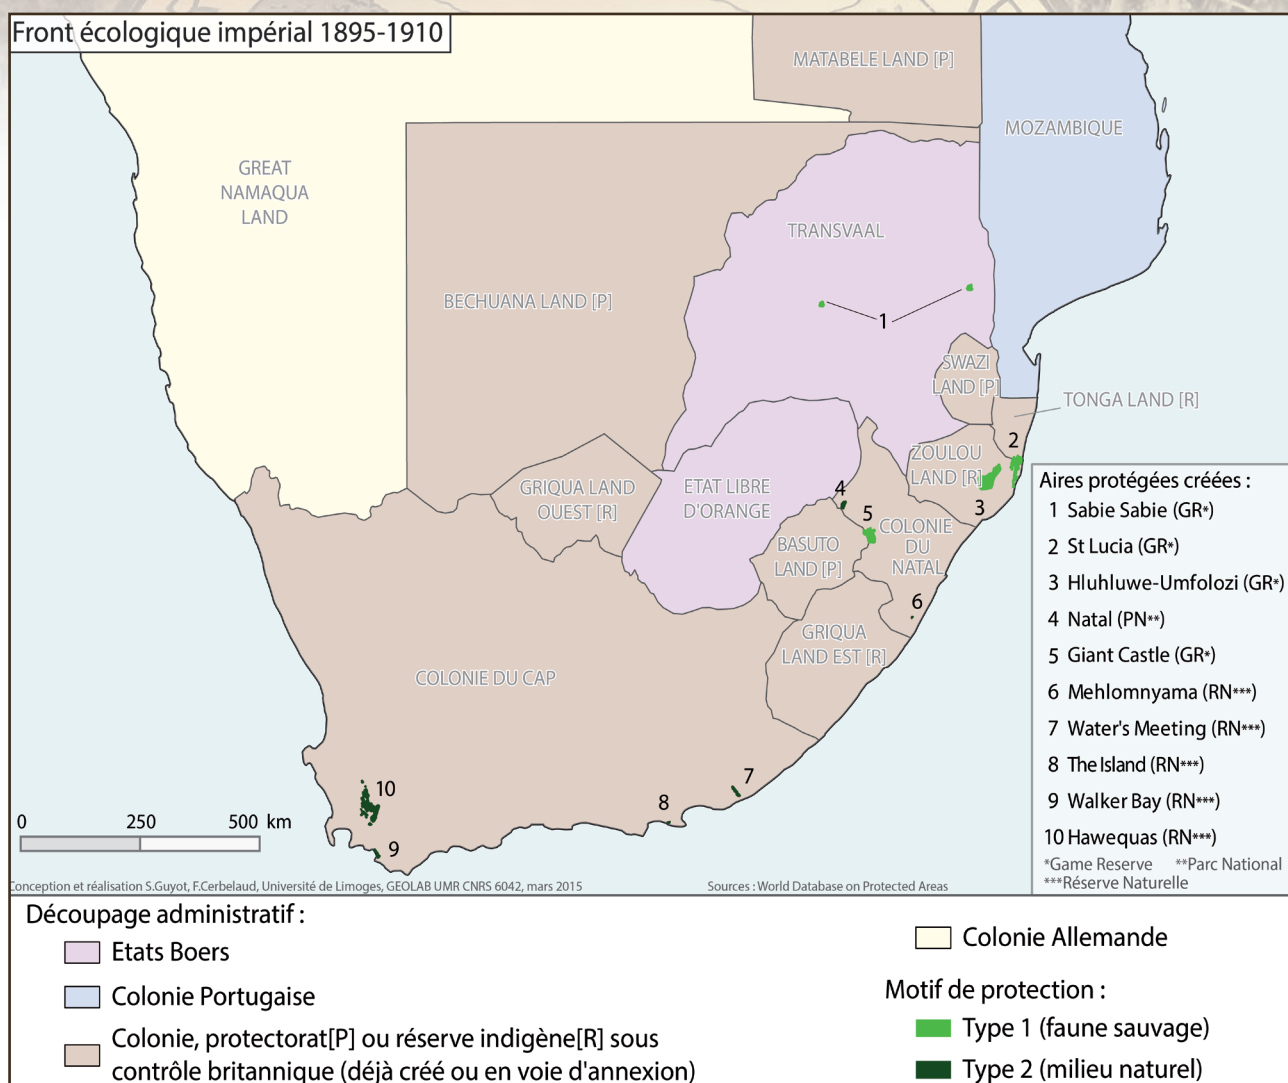 Front écologique impérial 1895-1910
MATABELE LAND [P]
MOZAMBIQUE
GREAT
NAMAQUA
LAND
TRANSVAAL
BECHUANA LAND [P]
1
SWAZI
LAND [P]
TONGA LAND [R]
2
ZOULOU
LAND [R]
3
GRIQUA LAND
OUEST [R]
ETAT LIBRE
D'ORANGE
4
5
COLONIE
DU
NATAL
BASUTO
LAND [P]
6
GRIQUA
LAND EST [R]
COLONIE DU CAP
7
8
10
9
0 250 500 km
Conception et réalisation S.Guyot, F.Cerbelaud, Université de Limoges, GEOLAB UMR CNRS 6042, mars 2015
Sources : World Database on Protected Areas
Aires protégées créées :
1 Sabie Sabie (GR*)
2 St Lucia (GR*)
3 Hluhluwe-Umfolozi (GR*)
4 Natal (PN**)
5 Giant Castle (GR*)
6 Mehlomnyama (RN***)
7 Water's Meeting (RN***)
8 The Island (RN***)
9 Walker Bay (RN***)
10 Hawequas (RN***)
*Game Reserve **Parc National
***Réserve Naturelle
Découpage administratif :
Etats Boers
Colonie Portugaise
Colonie, protectorat[P] ou réserve indigène[R] sous
contrôle britannique (déjà créé ou en voie d'annexion)
Colonie Allemande
Motif de protection :
Type 1 (faune sauvage)
Type 2 (milieu naturel)